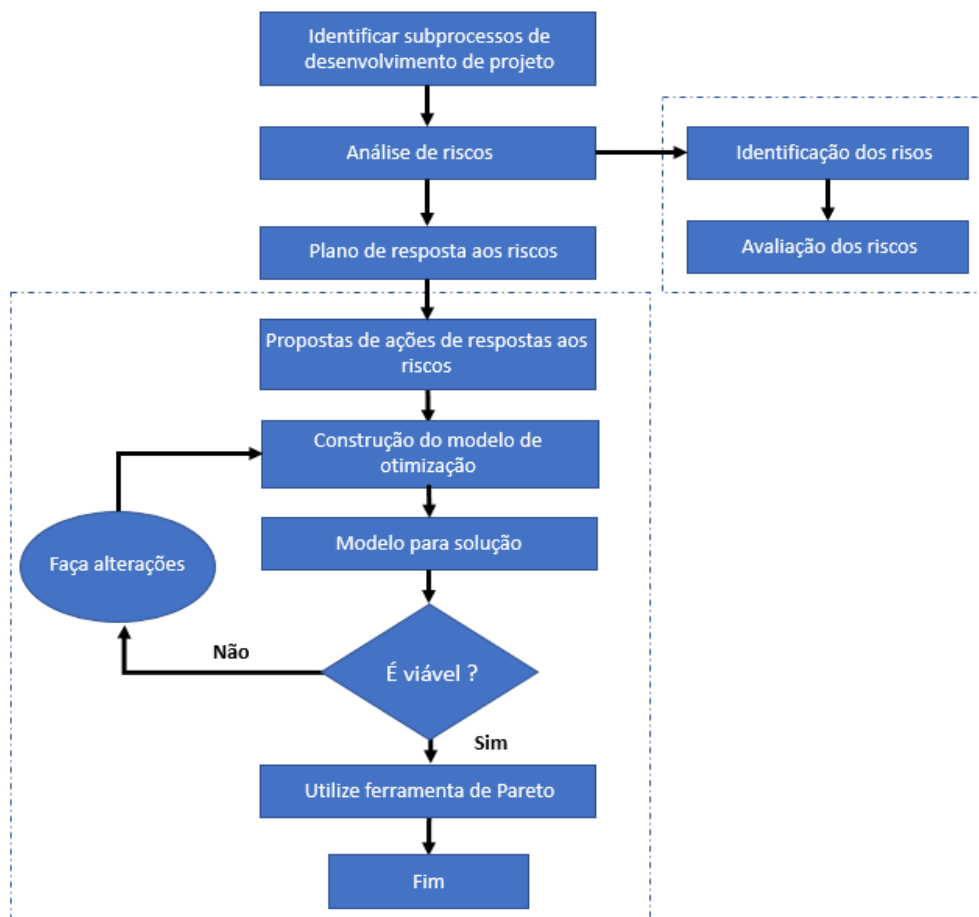 Identificar subprocessos de
desenvolvimento de projeto
Análise de riscos
Identificação dos risos
Plano de resposta aos riscos
Avaliação dos riscos
Propostas de ações de respostas aos
riscos
Construção do modelo de
otimização
Modelo para solução
Faça alterações
Não
É viável ?
Sim
Utilize ferramenta de Pareto
Fim